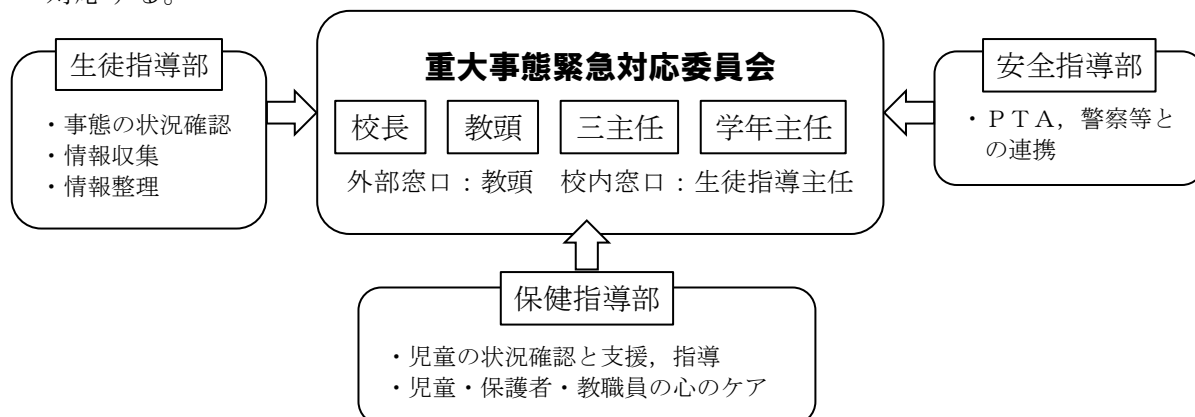 対応する。
生徒指導部
・事態の状況確認
・情報収集
・情報整理
重大事態緊急対応委員会
校長
教頭
三主任
学年主任
外部窓口：教頭　校内窓口：生徒指導主任
安全指導部
・ＰＴＡ，警察等と
の連携
保健指導部
・児童の状況確認と支援，指導
・児童・保護者・教職員の心のケア